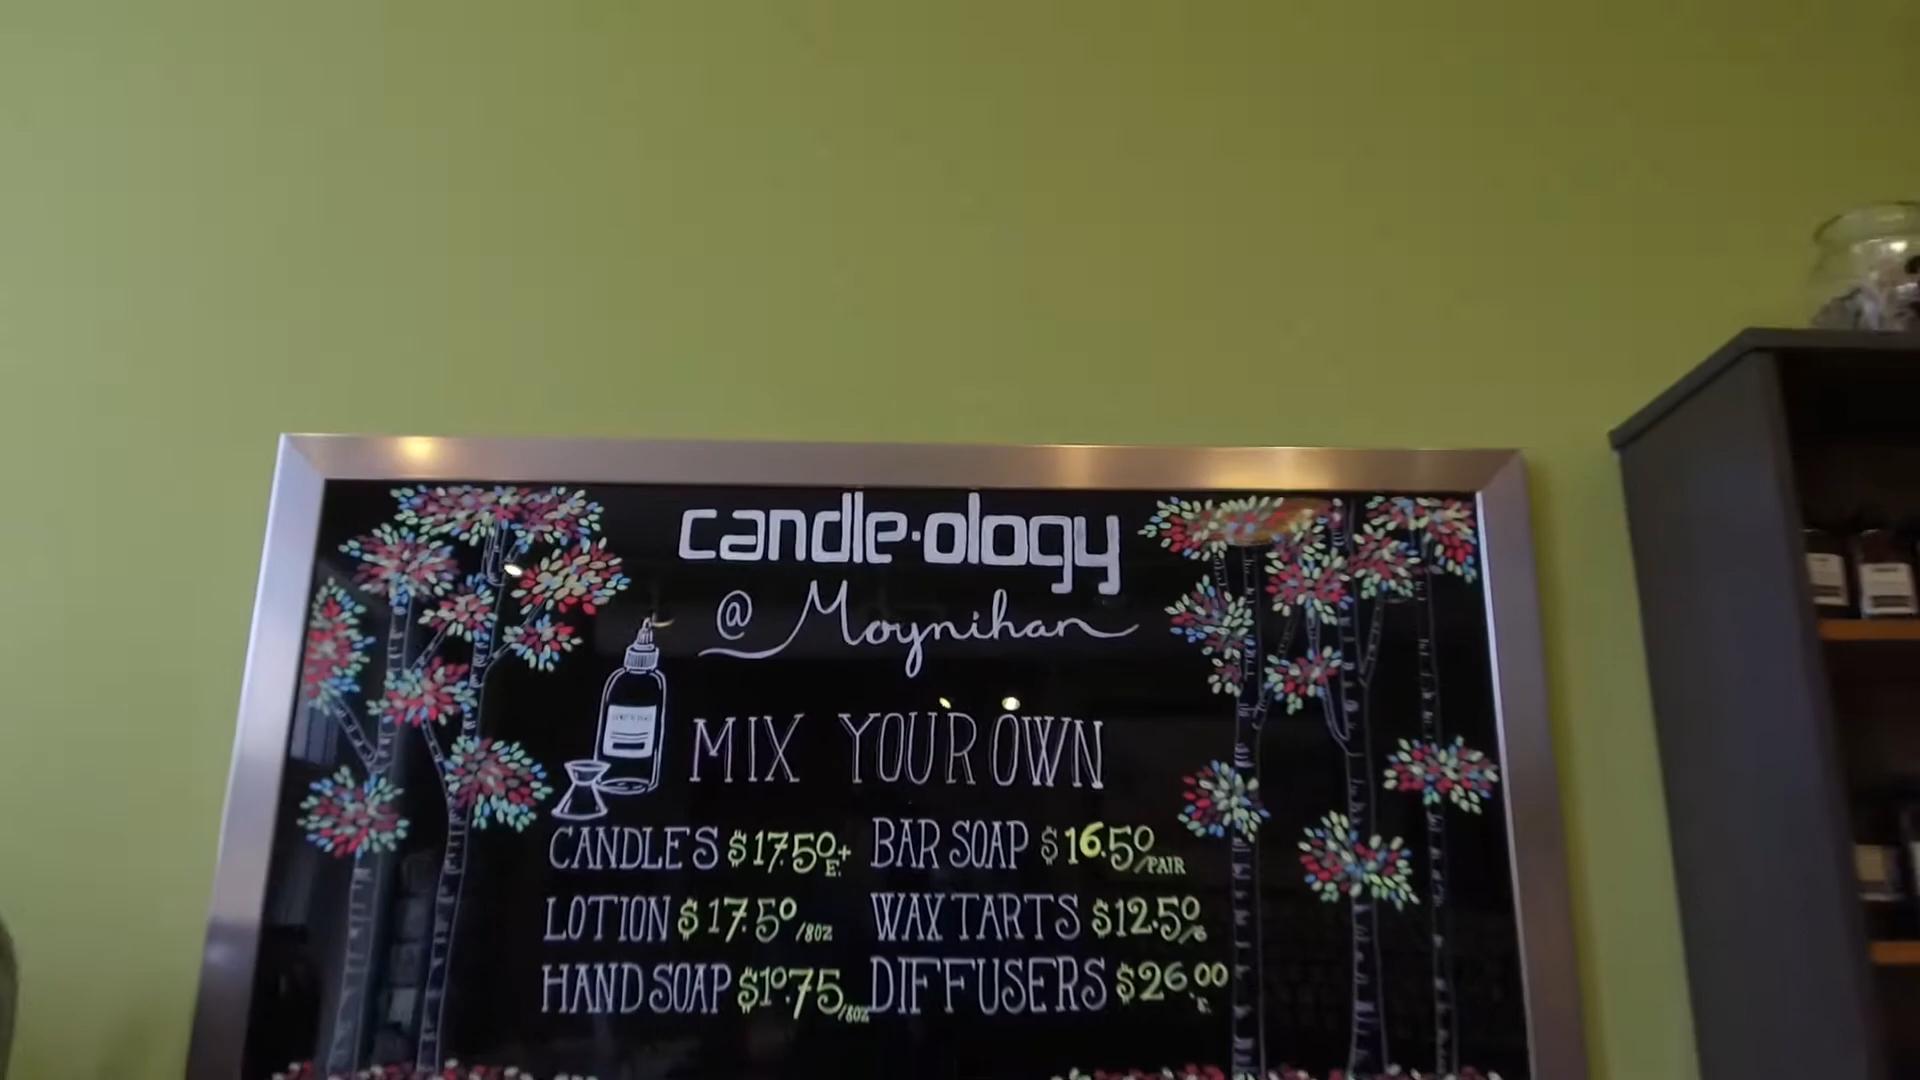 candle·ology
@ Moynihan
MIX YOUR OWN
CANDLES $17.50+ E. BAR SOAP $16.50/PAIR
LOTION $17.50/8OZ WAX TARTS $12.50/6
HAND SOAP $10.75/8OZ DIFFUSERS $26.00 E.